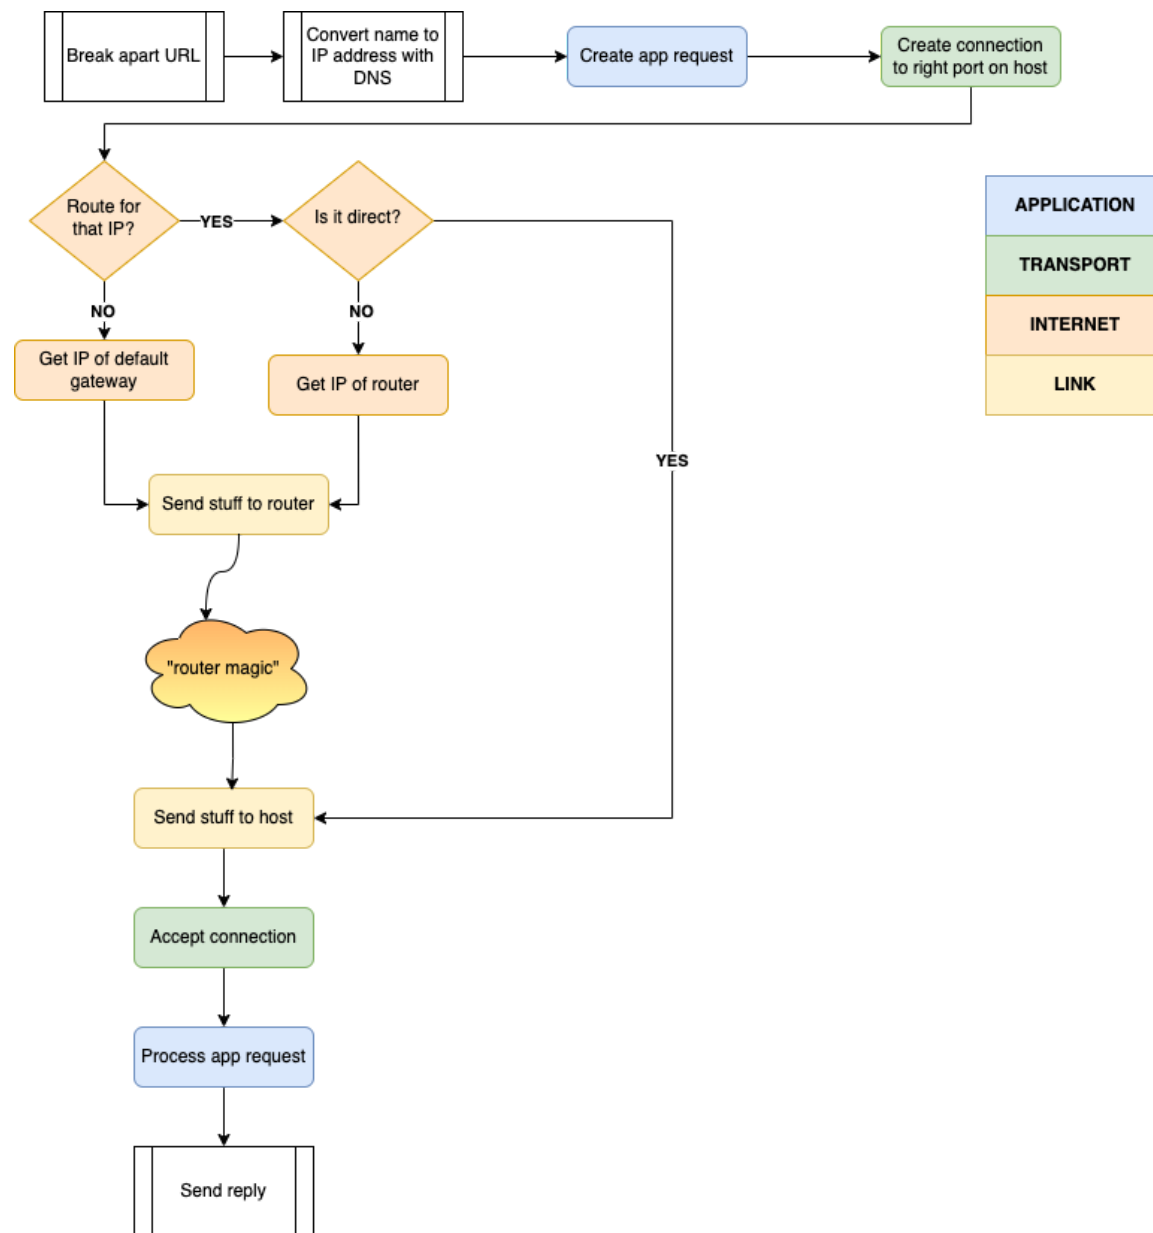 Break apart URL
Convert name to
IP address with
DNS
Create app request
Create connection
to right port on host
Route for
that IP?
YES
Is it direct?
APPLICATION
TRANSPORT
INTERNET
LINK
NO
NO
Get IP of default
gateway
Get IP of router
YES
Send stuff to router
"router magic"
Send stuff to host
Accept connection
Process app request
Send reply